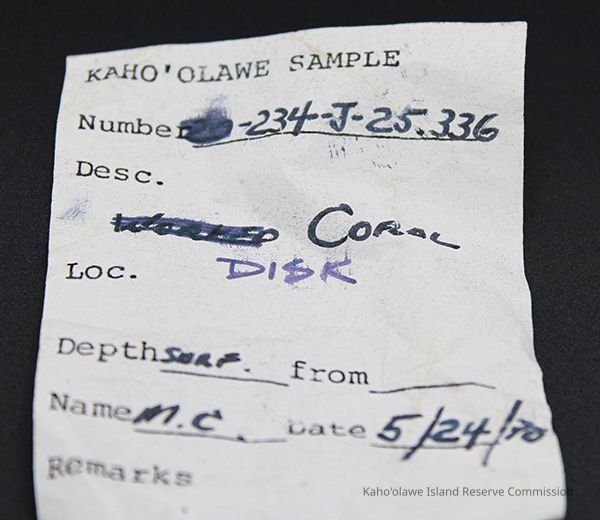 KAHO'OLAWE SAMPLE
Number -234-J-25.336
Desc.
WORKED CORAL
Loc. DISK
Depth SURF. from
Name M.C. Date 5/24/70
Remarks
Kaho'olawe Island Reserve Commission